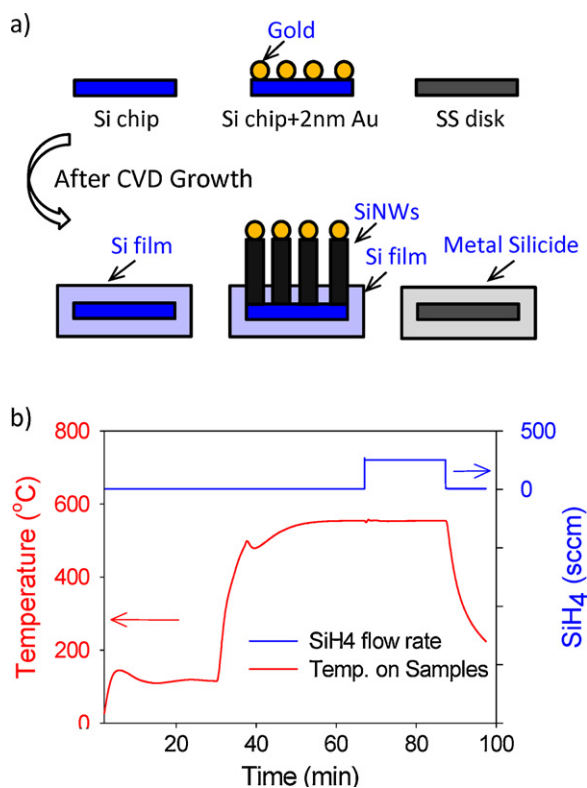 a)
Gold
Si chip
Si chip+2nm Au
SS disk
After CVD Growth
SiNWs
Si film
Si film
Metal Silicide
b)
800
600
400
200
0
500
0
Temperature (°C)
SiH4 (sccm)
SiH4 flow rate
Temp. on Samples
20
40
60
80
100
Time (min)